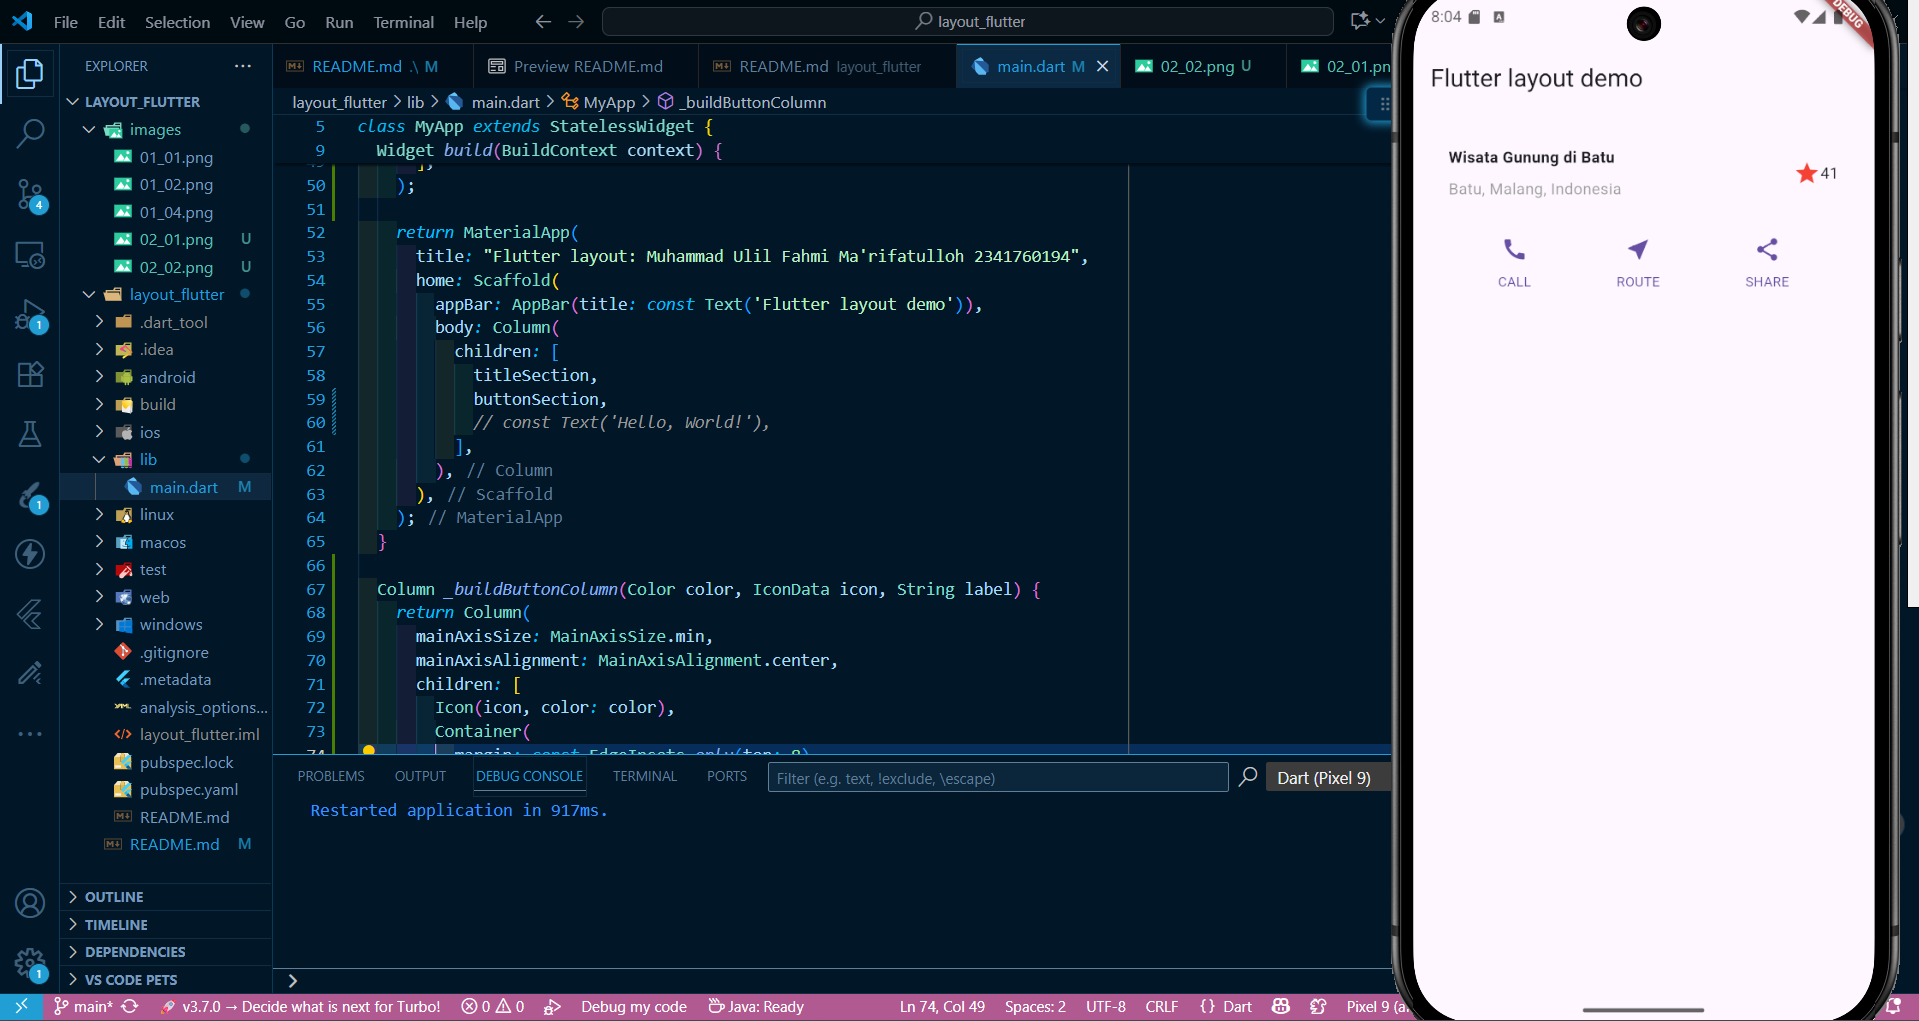 File Edit Selection View Go Run Terminal Help
layout_flutter
EXPLORER
LAYOUT_FLUTTER
images
01_01.png
01_02.png
01_04.png
02_01.png U
02_02.png U
layout_flutter
.dart_tool
.idea
android
build
ios
lib
main.dart M
linux
macos
test
web
windows
.gitignore
.metadata
analysis_options...
layout_flutter.iml
pubspec.lock
pubspec.yaml
README.md
README.md M
OUTLINE
TIMELINE
DEPENDENCIES
VS CODE PETS
4
1
1
1
README.md .\ M
Preview README.md
README.md layout_flutter
main.dart M
02_02.png U
02_01.pn
layout_flutter > lib > main.dart > MyApp > _buildButtonColumn
5 class MyApp extends StatelessWidget {
9 Widget build(BuildContext context) {
],
50 );
51
52 return MaterialApp(
53 title: "Flutter layout: Muhammad Ulil Fahmi Ma'rifatulloh 2341760194",
54 home: Scaffold(
55 appBar: AppBar(title: const Text('Flutter layout demo')),
56 body: Column(
57 children: [
58 titleSection,
59 buttonSection,
60 // const Text('Hello, World!'),
61 ],
62 ), // Column
63 ), // Scaffold
64 ); // MaterialApp
65 }
66
67 Column _buildButtonColumn(Color color, IconData icon, String label) {
68 return Column(
69 mainAxisSize: MainAxisSize.min,
70 mainAxisAlignment: MainAxisAlignment.center,
71 children: [
72 Icon(icon, color: color),
73 Container(
74 margin: const EdgeInsets.only(top: 8)
PROBLEMS OUTPUT DEBUG CONSOLE TERMINAL PORTS
Filter (e.g. text, !exclude, \escape)
Dart (Pixel 9)
Restarted application in 917ms.
main*
v3.7.0 → Decide what is next for Turbo!
0 0
Debug my code
Java: Ready
Ln 74, Col 49
Spaces: 2
UTF-8
CRLF
{} Dart
Pixel 9 (a
8:04
DEBUG
Flutter layout demo
Wisata Gunung di Batu
Batu, Malang, Indonesia
41
CALL
ROUTE
SHARE